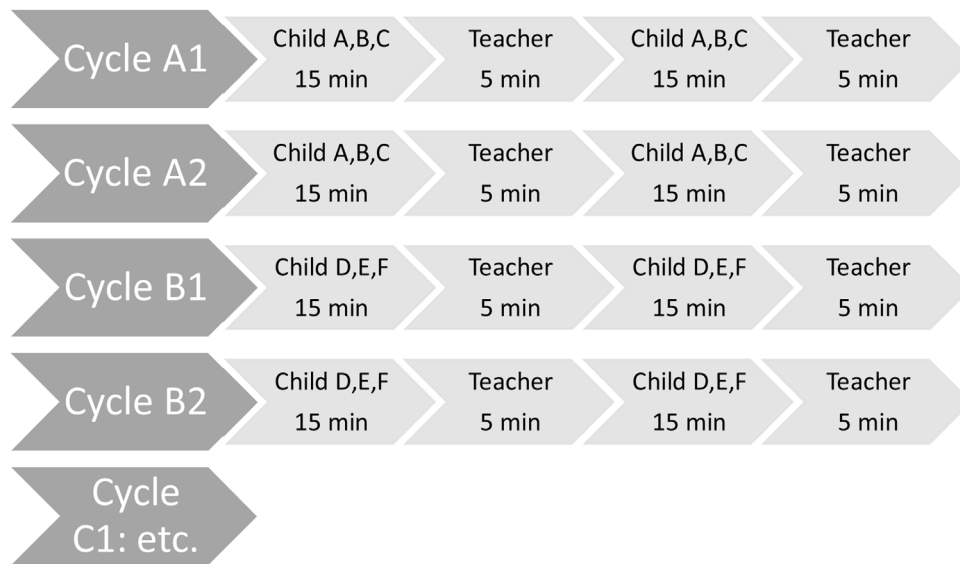 Cycle A1
Child A,B,C
15 min
Teacher
5 min
Child A,B,C
15 min
Teacher
5 min
Cycle A2
Child A,B,C
15 min
Teacher
5 min
Child A,B,C
15 min
Teacher
5 min
Cycle B1
Child D,E,F
15 min
Teacher
5 min
Child D,E,F
15 min
Teacher
5 min
Cycle B2
Child D,E,F
15 min
Teacher
5 min
Child D,E,F
15 min
Teacher
5 min
Cycle
C1: etc.